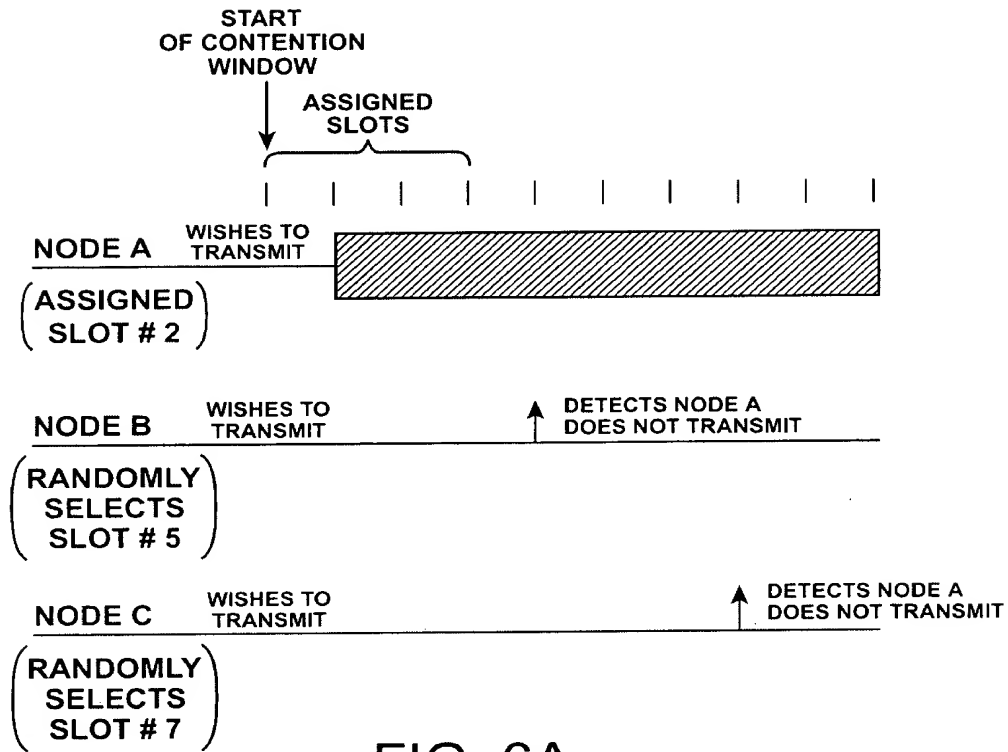 START
OF CONTENTION
WINDOW
ASSIGNED
SLOTS
NODE A
WISHES TO
TRANSMIT
(ASSIGNED
SLOT # 2)
NODE B
WISHES TO
TRANSMIT
DETECTS NODE A
DOES NOT TRANSMIT
(RANDOMLY
SELECTS
SLOT # 5)
NODE C
WISHES TO
TRANSMIT
DETECTS NODE A
DOES NOT TRANSMIT
(RANDOMLY
SELECTS
SLOT # 7)
FIG. 6A